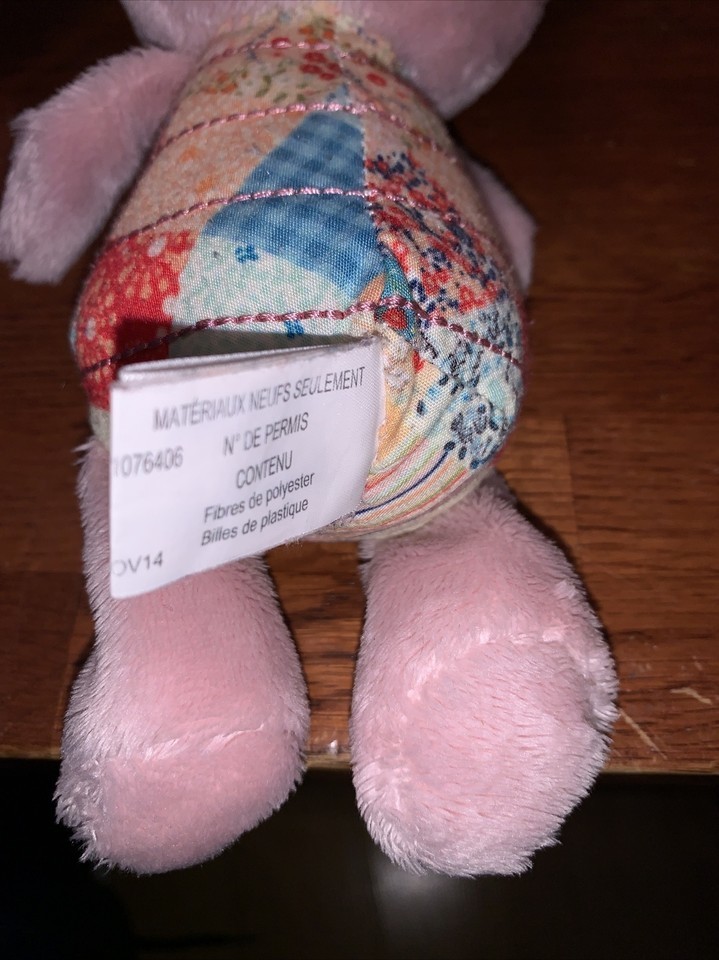 MATÉRIAUX NEUFS SEULEMENT
N° DE PERMIS
1076406
CONTENU
Fibres de polyester
Billes de plastique
OV14